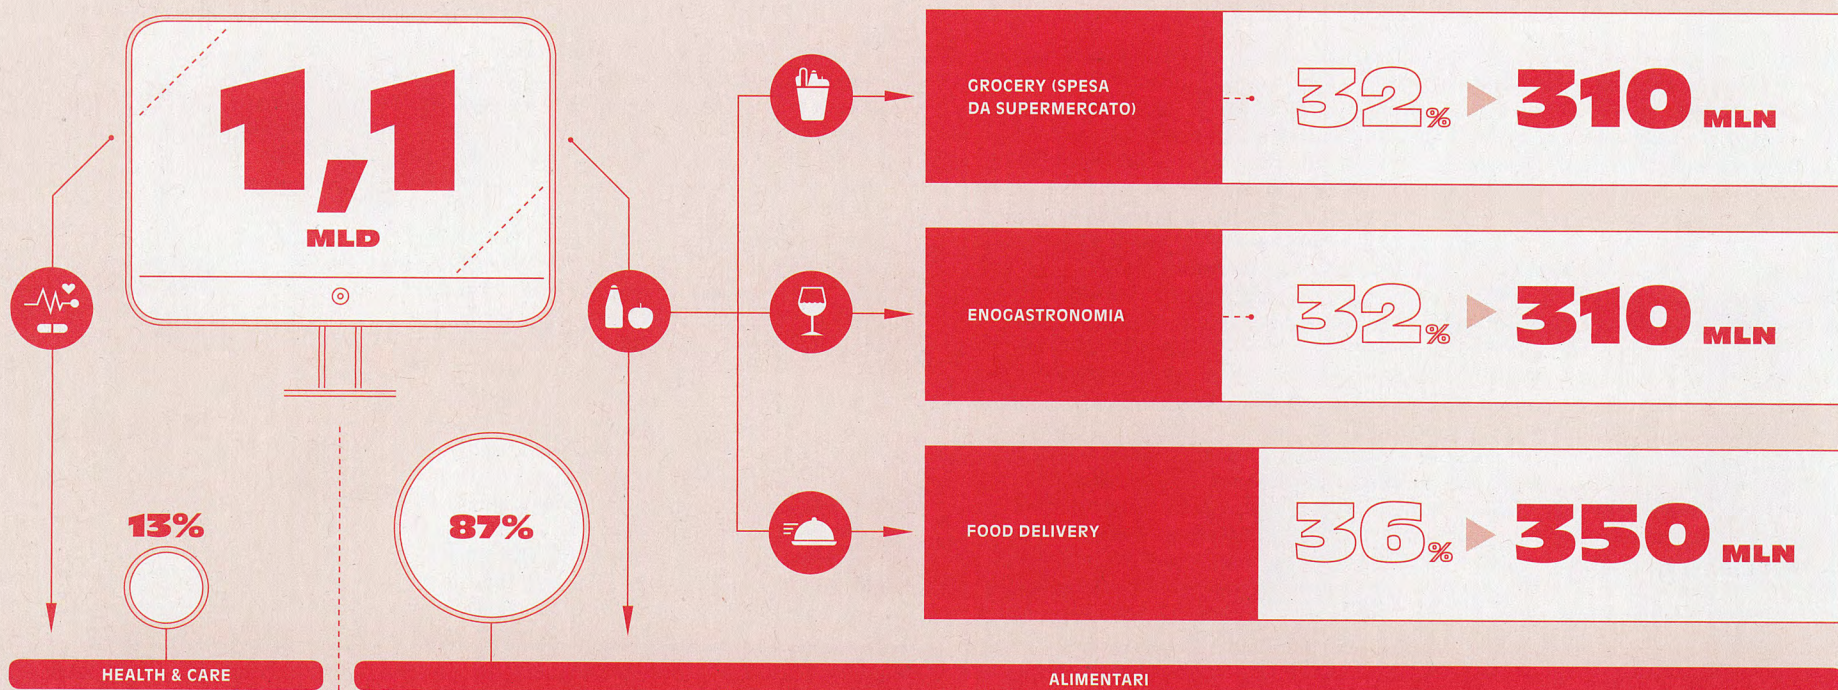 1,1
MLD
13%
HEALTH & CARE
87%
ALIMENTARI
GROCERY (SPESA
DA SUPERMERCATO)
32% 310 MLN
ENOGASTRONOMIA
32% 310 MLN
FOOD DELIVERY
36% 350 MLN